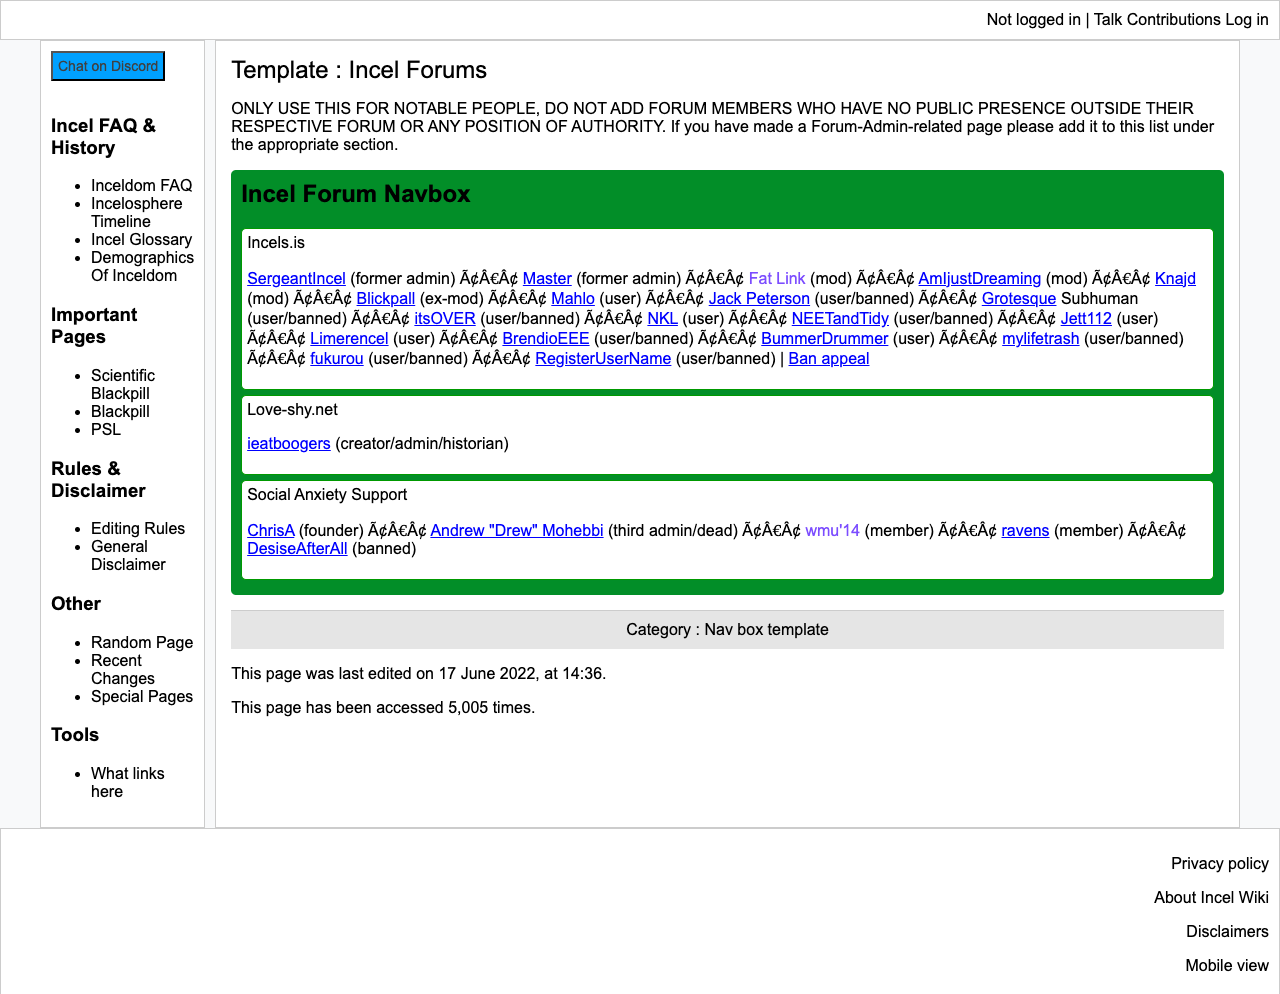 Not logged in | Talk Contributions Log in
Chat on Discord
Incel FAQ &
History
Inceldom FAQ
Incelosphere
Timeline
Incel Glossary
Demographics
Of Inceldom
Important
Pages
Scientific
Blackpill
Blackpill
PSL
Rules &
Disclaimer
Editing Rules
General
Disclaimer
Other
Random Page
Recent
Changes
Special Pages
Tools
What links
here
Template : Incel Forums
ONLY USE THIS FOR NOTABLE PEOPLE, DO NOT ADD FORUM MEMBERS WHO HAVE NO PUBLIC PRESENCE OUTSIDE THEIR
RESPECTIVE FORUM OR ANY POSITION OF AUTHORITY. If you have made a Forum-Admin-related page please add it to this list under
the appropriate section.
Incel Forum Navbox
Incels.is
SergeantIncel (former admin) Ã¢Â€Â¢ Master (former admin) Ã¢Â€Â¢ Fat Link (mod) Ã¢Â€Â¢ AmIjustDreaming (mod) Ã¢Â€Â¢ Knajd
(mod) Ã¢Â€Â¢ Blickpall (ex-mod) Ã¢Â€Â¢ Mahlo (user) Ã¢Â€Â¢ Jack Peterson (user/banned) Ã¢Â€Â¢ Grotesque Subhuman
(user/banned) Ã¢Â€Â¢ itsOVER (user/banned) Ã¢Â€Â¢ NKL (user) Ã¢Â€Â¢ NEETandTidy (user/banned) Ã¢Â€Â¢ Jett112 (user)
Ã¢Â€Â¢ Limerencel (user) Ã¢Â€Â¢ BrendioEEE (user/banned) Ã¢Â€Â¢ BummerDrummer (user) Ã¢Â€Â¢ mylifetrash (user/banned)
Ã¢Â€Â¢ fukurou (user/banned) Ã¢Â€Â¢ RegisterUserName (user/banned) | Ban appeal
Love-shy.net
ieatboogers (creator/admin/historian)
Social Anxiety Support
ChrisA (founder) Ã¢Â€Â¢ Andrew "Drew" Mohebbi (third admin/dead) Ã¢Â€Â¢ wmu'14 (member) Ã¢Â€Â¢ ravens (member) Ã¢Â€Â¢
DesiseAfterAll (banned)
Category : Nav box template
This page was last edited on 17 June 2022, at 14:36.
This page has been accessed 5,005 times.
Privacy policy
About Incel Wiki
Disclaimers
Mobile view